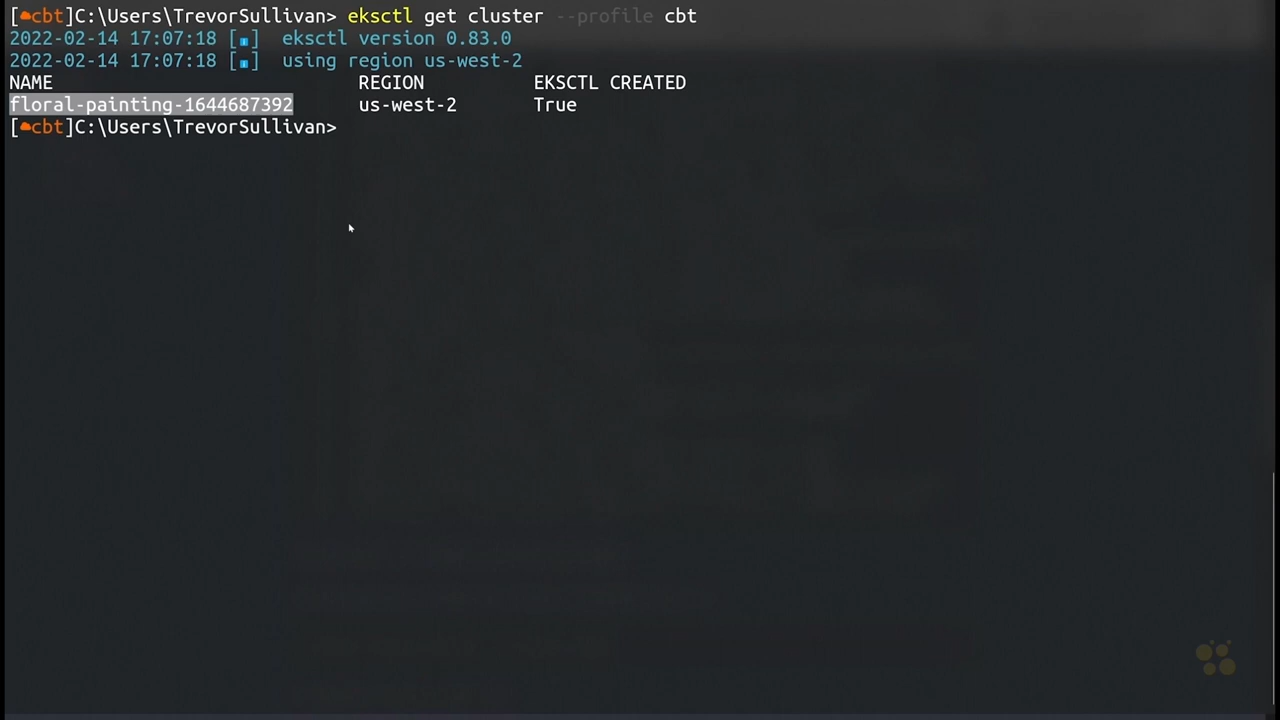 [cbt]C:\Users\TrevorSullivan> eksctl get cluster --profile cbt
2022-02-14 17:07:18 [ℹ]  eksctl version 0.83.0
2022-02-14 17:07:18 [ℹ]  using region us-west-2
NAME REGION EKSCTL CREATED
floral-painting-1644687392 us-west-2 True
[cbt]C:\Users\TrevorSullivan>